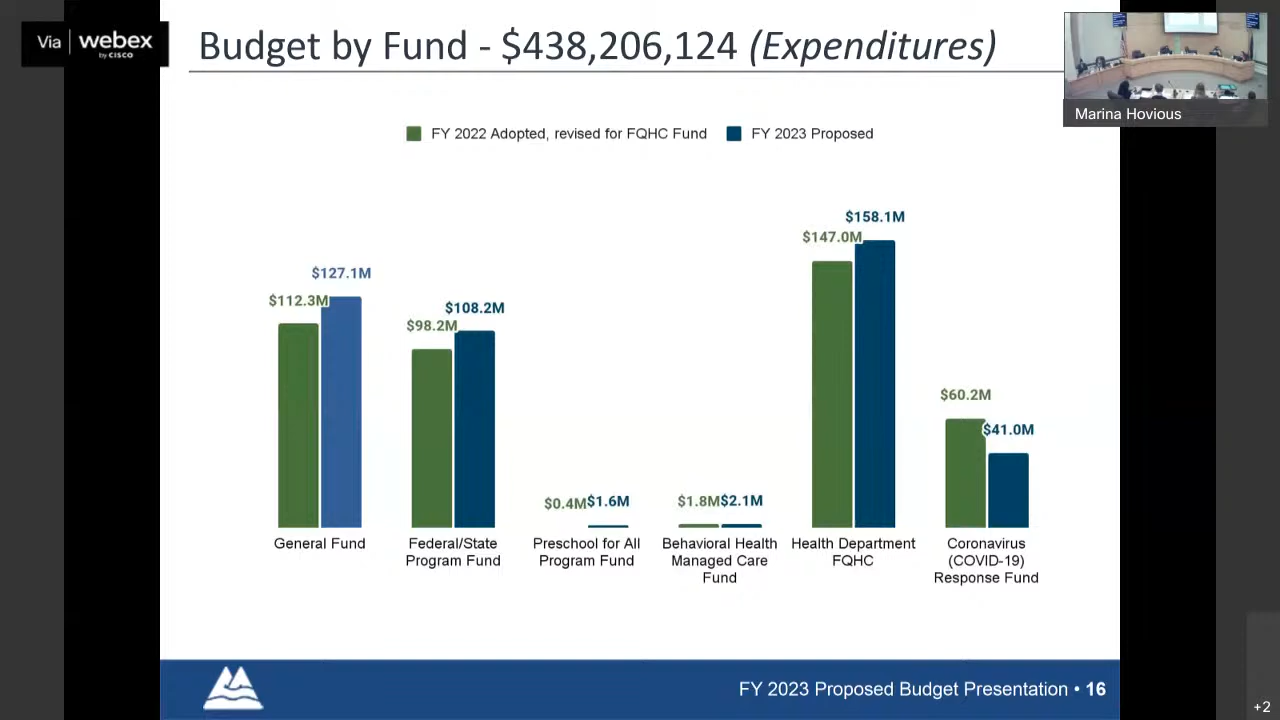 Via webex
by CISCO
Budget by Fund - $438,206,124 (Expenditures)
Marina Hovious
FY 2022 Adopted, revised for FQHC Fund
FY 2023 Proposed
$112.3M
$127.1M
$98.2M
$108.2M
$0.4M
$1.6M
$1.8M
$2.1M
$147.0M
$158.1M
$60.2M
$41.0M
General Fund
Federal/State
Program Fund
Preschool for All
Program Fund
Behavioral Health
Managed Care
Fund
Health Department
FQHC
Coronavirus
(COVID-19)
Response Fund
FY 2023 Proposed Budget Presentation • 16
+2